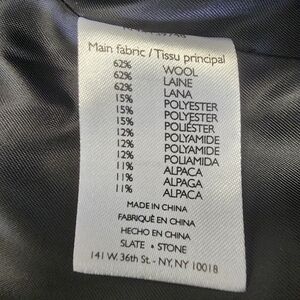 Main fabric / Tissu principal
62% WOOL
62% LAINE
62% LANA
15% POLYESTER
15% POLYESTER
15% POLIÉSTER
12% POLYAMIDE
12% POLYAMIDE
12% POLIAMIDA
11% ALPACA
11% ALPAGA
11% ALPACA
MADE IN CHINA
FABRIQUÉ EN CHINA
HECHO EN CHINA
SLATE • STONE
141 W. 36th St. - NY, NY 10018